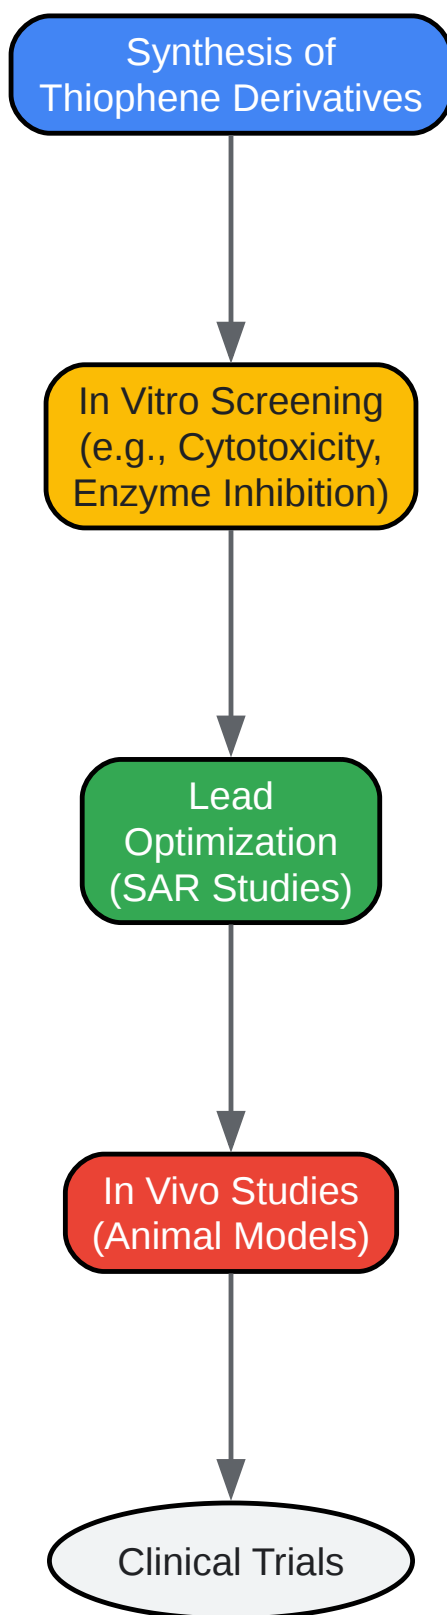 Synthesis of
Thiophene Derivatives
In Vitro Screening
(e.g., Cytotoxicity,
Enzyme Inhibition)
Lead
Optimization
(SAR Studies)
In Vivo Studies
(Animal Models)
Clinical Trials